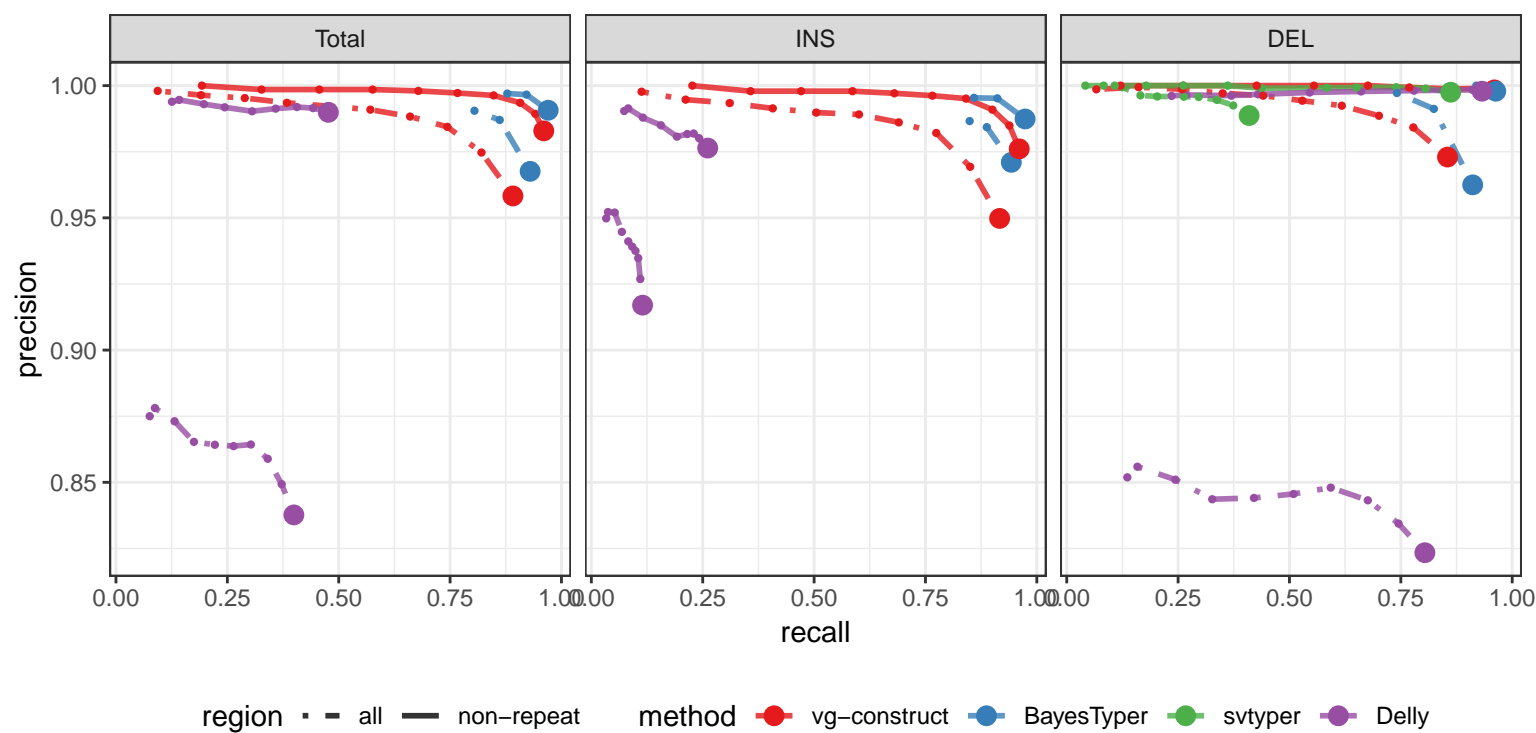 Total INS DEL
precision
1.00
0.95
0.90
0.85
0.00 0.25 0.50 0.75 1.00 0.00 0.25 0.50 0.75 1.00 0.00 0.25 0.50 0.75 1.00
recall
region all non−repeat method vg−construct BayesTyper svtyper Delly